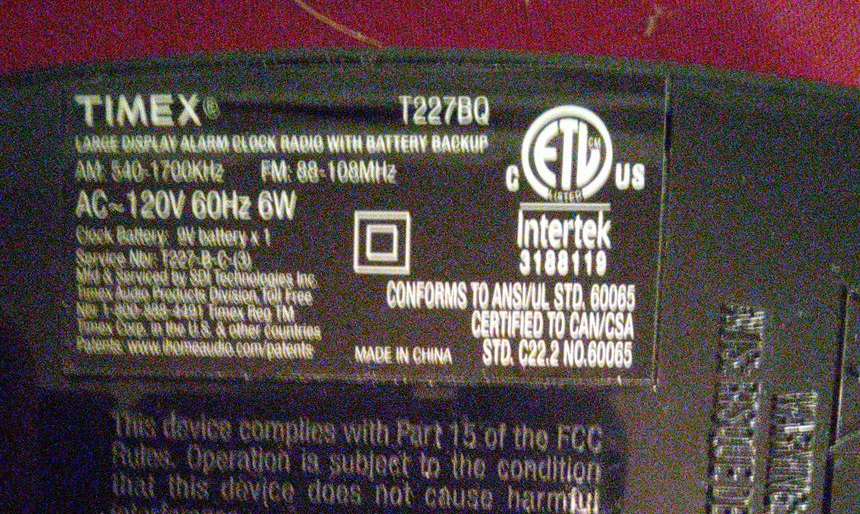 TIMEX®
T227BQ
LARGE DISPLAY ALARM CLOCK RADIO WITH BATTERY BACKUP
AM: 540-1700KHz FM: 88-108MHz
AC~120V 60Hz 6W
Clock Battery: 9V battery x 1
Service Nbr: T227-B-C-(3)
Mfd & Serviced by SDI Technologies Inc.
Timex Audio Products Division, Toll Free
Nbr 1-800-888-4491 Timex Reg TM
Timex Corp. in the U.S. & other countries
Patents: www.ihomeaudio.com/patents
MADE IN CHINA
C ETL CM US
LISTED
Intertek
3188119
CONFORMS TO ANSI/UL STD. 60065
CERTIFIED TO CAN/CSA
STD. C22.2 NO.60065
This device complies with Part 15 of the FCC
Rules. Operation is subject to the condition
that this device does not cause harmful